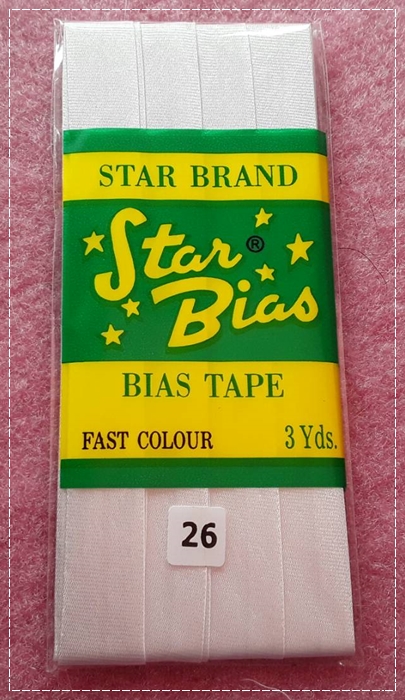 STAR BRAND
Star ®
Bias
BIAS TAPE
FAST COLOUR 3 Yds.
26